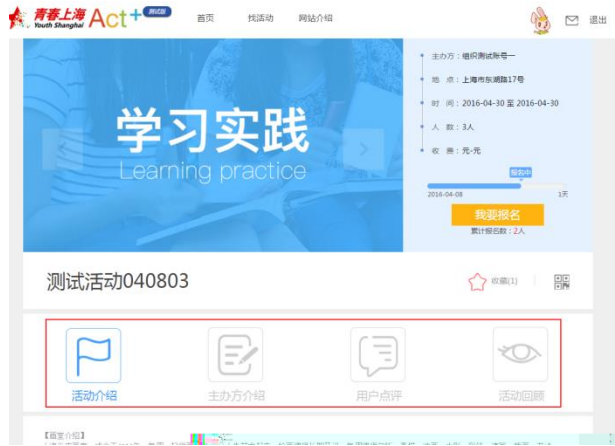 青春上海 Act+ 测试版
Youth Shanghai
首页 找活动 网站介绍 退出
学习实践
Learning practice
主办方：组织测试账号一
地 点：上海市东湖路17号
时 间：2016-04-30 至 2016-04-30
人 数：3人
收 费：元-元
报名中
2016-04-08 1天
我要报名
累计报名数：2人
测试活动040803
收藏(1)
活动介绍 主办方介绍 用户点评 活动回顾
【画室介绍】